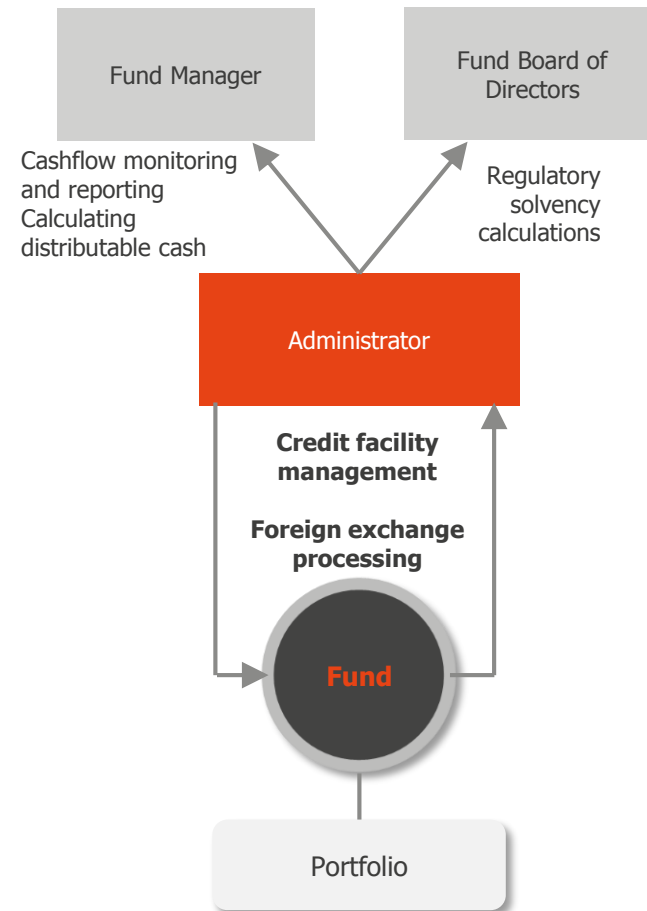 Fund Manager
Fund Board of
Directors
Cashflow monitoring
and reporting
Calculating
distributable cash
Regulatory
solvency
calculations
Administrator
Credit facility
management
Foreign exchange
processing
Fund
Portfolio